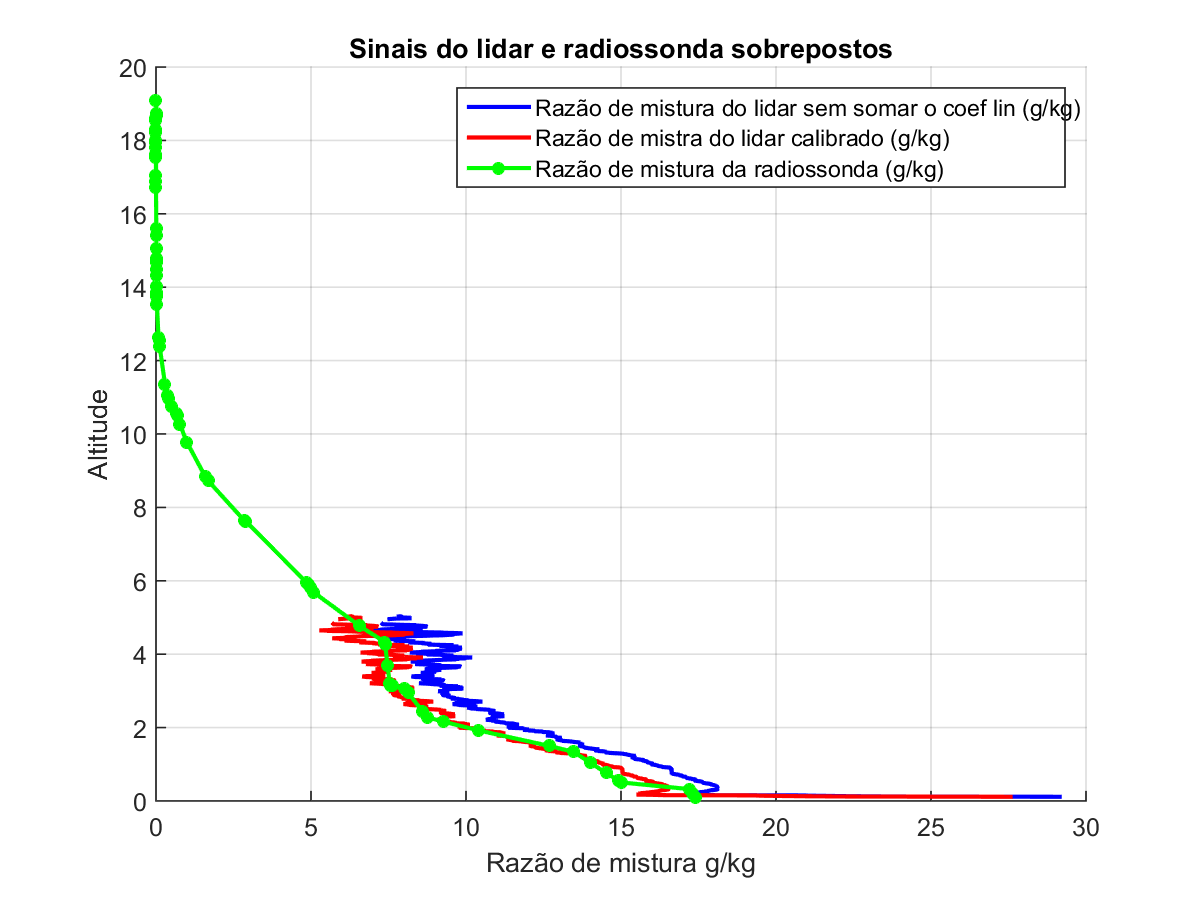 Sinais do lidar e radiossonda sobrepostos
20
18
16
14
12
10
8
6
4
2
0
Altitude
Razão de mistura do lidar sem somar o coef lin (g/kg)
Razão de mistra do lidar calibrado (g/kg)
Razão de mistura da radiossonda (g/kg)
0 5 10 15 20 25 30
Razão de mistura g/kg